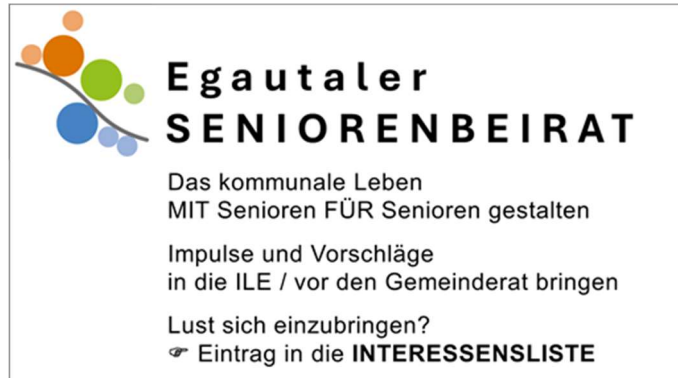 Egautaler
SENIORENBEIRAT
Das kommunale Leben
MIT Senioren FÜR Senioren gestalten
Impulse und Vorschläge
in die ILE / vor den Gemeinderat bringen
Lust sich einzubringen?
☞ Eintrag in die INTERESSENSLISTE